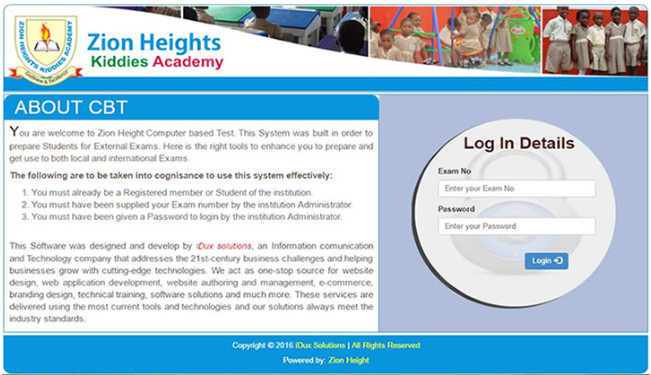 ZION HEIGHTS KIDDIES ACADEMY
Zion Heights
Kiddies Academy
ABOUT CBT
You are welcome to Zion Height Computer based Test. This System was built in order to
prepare Students for External Exams. Here is the right tools to enhance you to prepare and
get use to both local and international Exams.
The following are to be taken into cognisance to use this system effectively:
1. You must already be a Registered member or Student of the institution.
2. You must have been supplied your Exam number by the institution Administrator.
3. You must have been given a Password to login by the institution Administrator.
This Software was designed and develop by iDux solutions, an Information comunication
and Technology company that addresses the 21st-century business challenges and helping
businesses grow with cutting-edge technologies. We act as one-stop source for website
design, web application development, website authoring and management, e-commerce,
branding design, technical training, software solutions and much more. These services are
delivered using the most current tools and technologies and our solutions always meet the
industry standards.
Log In Details
Exam No
Enter your Exam No
Password
Enter your Password
Login
Copyright © 2016 iDux Solutions | All Rights Reserved
Powered by: Zion Height